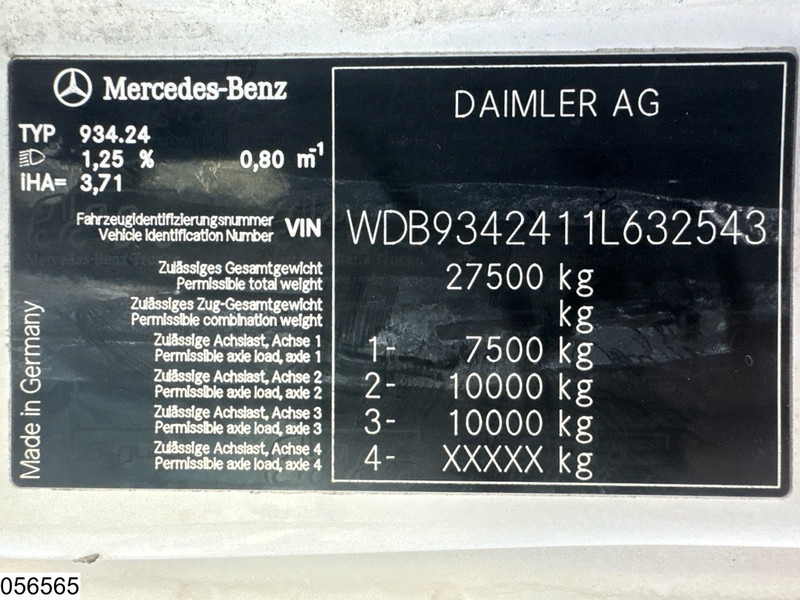 Mercedes-Benz
DAIMLER AG
TYP 934.24
1,25 % 0,80 m-1
iHA= 3,71
Fahrzeugidentifizierungsnummer
Vehicle Identification Number
VIN WDB9342411L632543
Zulässiges Gesamtgewicht
Permissible total weight
27500 kg
Zulässiges Zug-Gesamtgewicht
Permissible combination weight
kg
Zulässige Achslast, Achse 1
Permissible axle load, axle 1
1- 7500 kg
Zulässige Achslast, Achse 2
Permissible axle load, axle 2
2- 10000 kg
Zulässige Achslast, Achse 3
Permissible axle load, axle 3
3- 10000 kg
Zulässige Achslast, Achse 4
Permissible axle load, axle 4
4- XXXXX kg
Made in Germany
056565